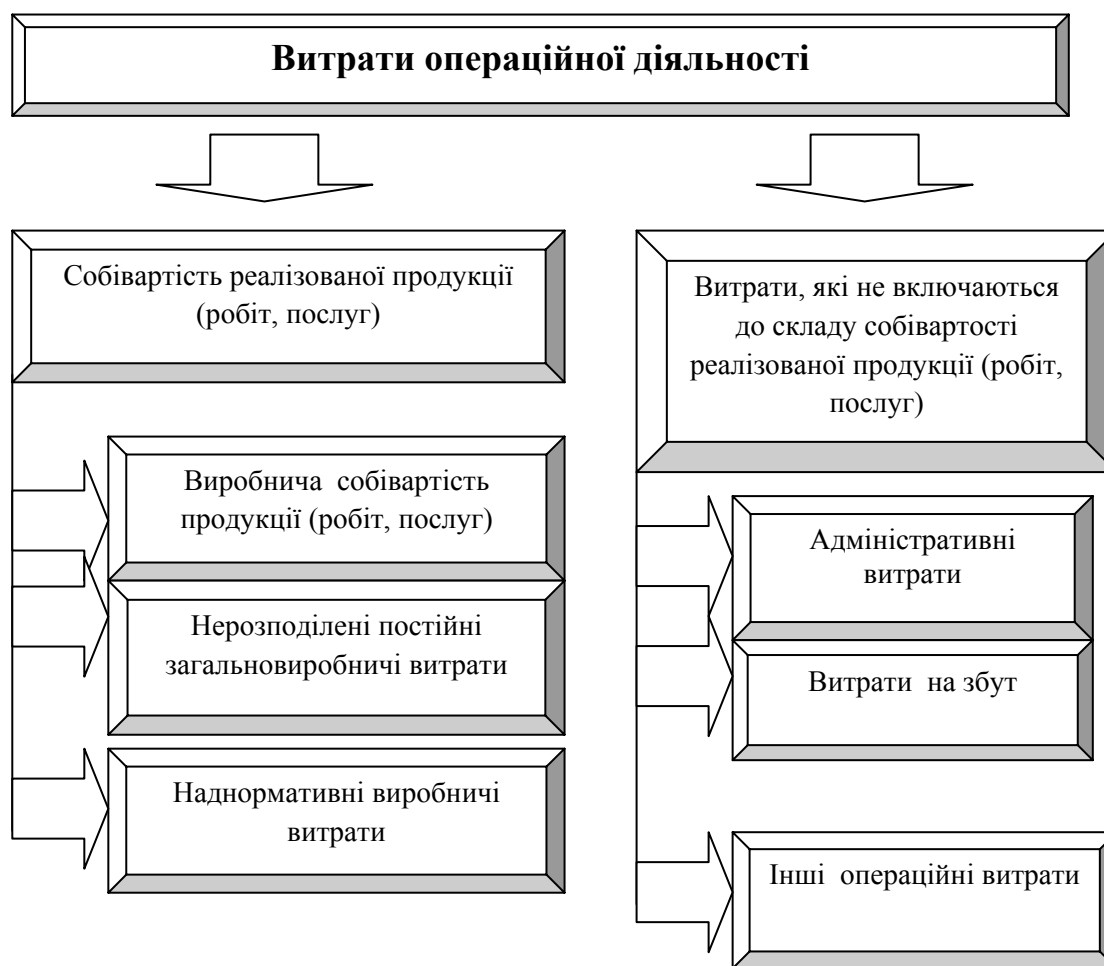 Витрати операційної діяльності
Собівартість реалізованої продукції
(робіт, послуг)
Виробнича собівартість
продукції (робіт, послуг)
Нерозподілені постійні
загальновиробничі витрати
Наднормативні виробничі
витрати
Витрати, які не включаються
до складу собівартості
реалізованої продукції (робіт,
послуг)
Адміністративні
витрати
Витрати на збут
Інші операційні витрати